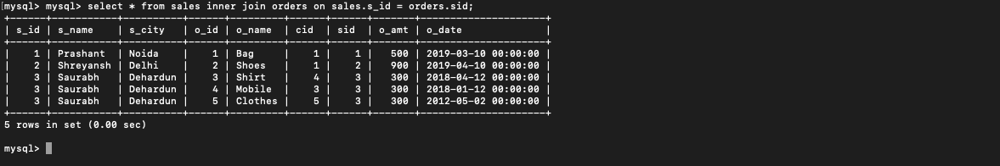 [mysql> mysql> select * from sales inner join orders on sales.s_id = orders.sid;
+------+-----------+----------+------+---------+------+------+-------+---------------------+
| s_id | s_name    | s_city   | o_id | o_name  | cid  | sid  | o_amt | o_date              |
+------+-----------+----------+------+---------+------+------+-------+---------------------+
|    1 | Prashant  | Noida    |    1 | Bag     |    1 |    1 |   500 | 2019-03-10 00:00:00 |
|    2 | Shreyansh | Delhi    |    2 | Shoes   |    1 |    2 |   900 | 2019-04-10 00:00:00 |
|    3 | Saurabh   | Dehardun |    3 | Shirt   |    4 |    3 |   300 | 2018-04-12 00:00:00 |
|    3 | Saurabh   | Dehardun |    4 | Mobile  |    3 |    3 |   300 | 2018-01-12 00:00:00 |
|    3 | Saurabh   | Dehardun |    5 | Clothes |    5 |    3 |   300 | 2012-05-02 00:00:00 |
+------+-----------+----------+------+---------+------+------+-------+---------------------+
5 rows in set (0.00 sec)
mysql>